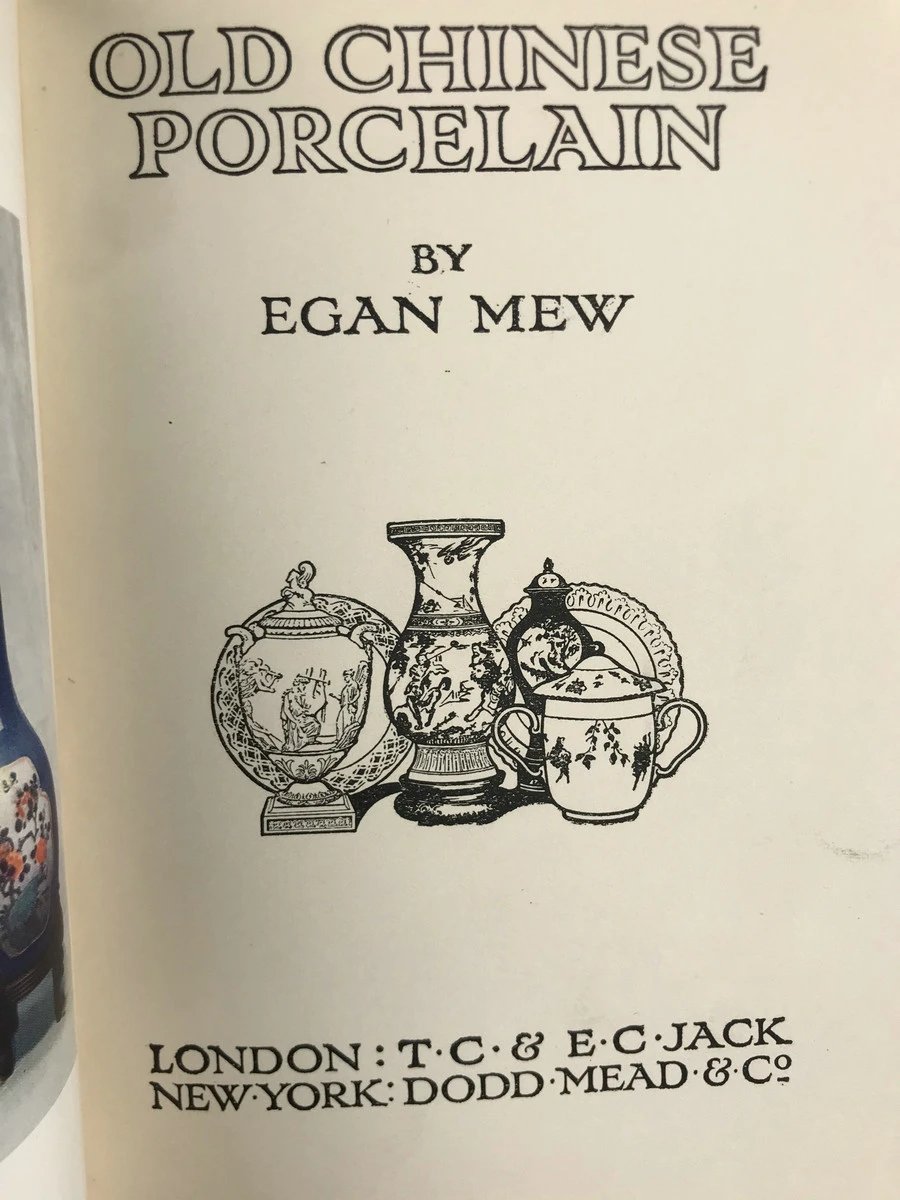 OLD CHINESE
PORCELAIN
BY
EGAN MEW
LONDON : T·C· & E·C·JACK
NEW·YORK: DODD·MEAD·&·Cº